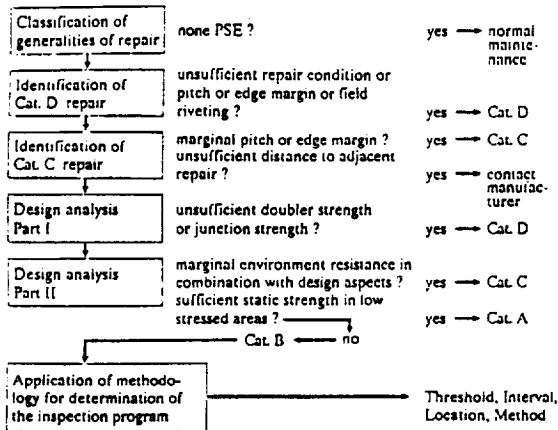 Classification of
generalities of repair
none PSE ?
yes → normal
mainte-
nance
Identification of
Cat. D repair
unsufficient repair condition or
pitch or edge margin or field
riveting ?
yes → Cat. D
Identification of
Cat. C repair
marginal pitch or edge margin ?
yes → Cat. C
unsufficient distance to adjacent
repair ?
yes → contact
manufac-
turer
Design analysis
Part I
unsufficient doubler strength
or junction strength ?
yes → Cat. D
Design analysis
Part II
marginal environment resistance in
combination with design aspects ?
yes → Cat. C
sufficient static strength in low
stressed areas ?
yes → Cat. A
no
Cat. B
Application of methodo-
logy for determination of
the inspection program
Threshold, Interval,
Location, Method